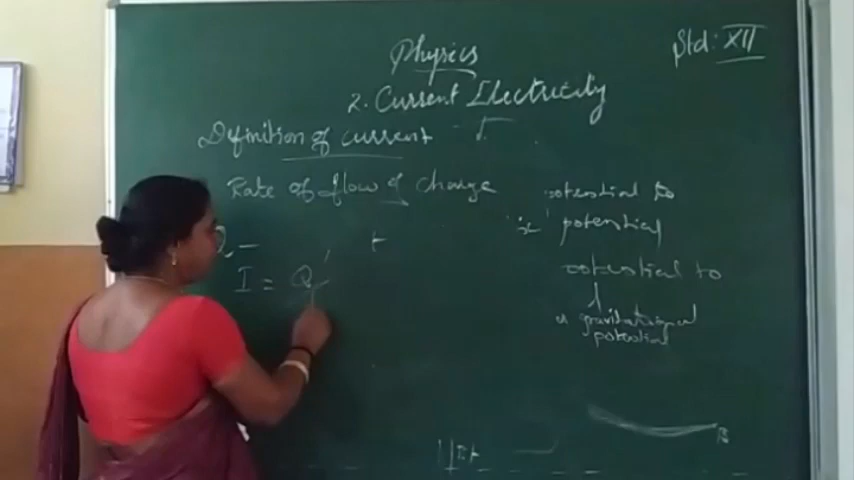 Physics
Std: XII
2. Current Electricity
Definition of current
Rate of flow of charge
potential to
potential
potential to
gravitational
potential
I = Q